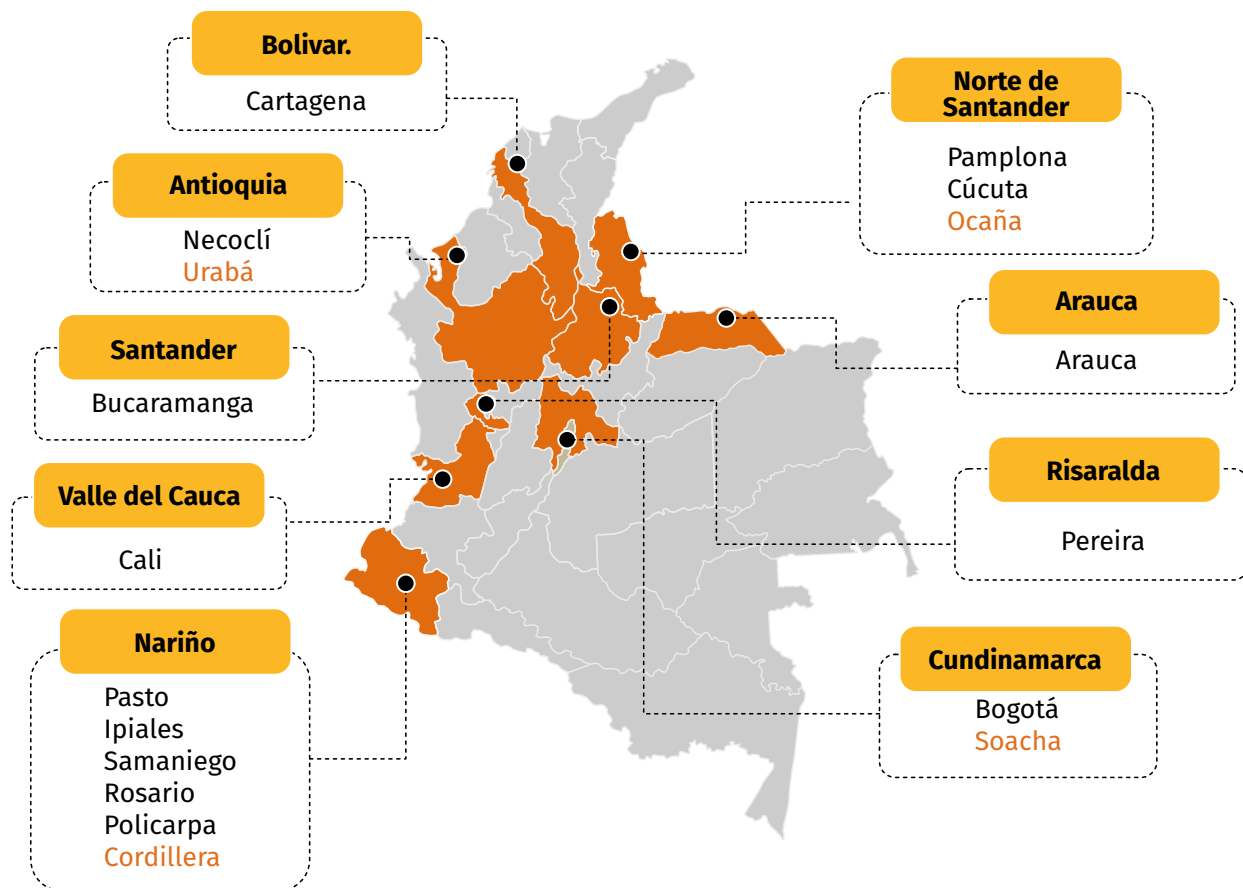 Bolivar.
Cartagena
Antioquia
Necoclí
Urabá
Santander
Bucaramanga
Valle del Cauca
Cali
Nariño
Pasto
Ipiales
Samaniego
Rosario
Policarpa
Cordillera
Norte de
Santander
Pamplona
Cúcuta
Ocaña
Arauca
Arauca
Risaralda
Pereira
Cundinamarca
Bogotá
Soacha